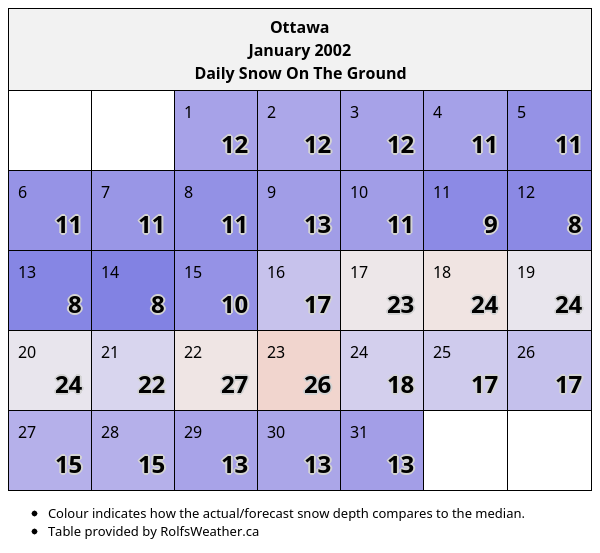 Ottawa
January 2002
Daily Snow On The Ground
1 2 3 4 5
12 12 12 11 11
6 7 8 9 10 11 12
11 11 11 13 11 9 8
13 14 15 16 17 18 19
8 8 10 17 23 24 24
20 21 22 23 24 25 26
24 22 27 26 18 17 17
27 28 29 30 31
15 15 13 13 13
• Colour indicates how the actual/forecast snow depth compares to the median.
• Table provided by RolfsWeather.ca